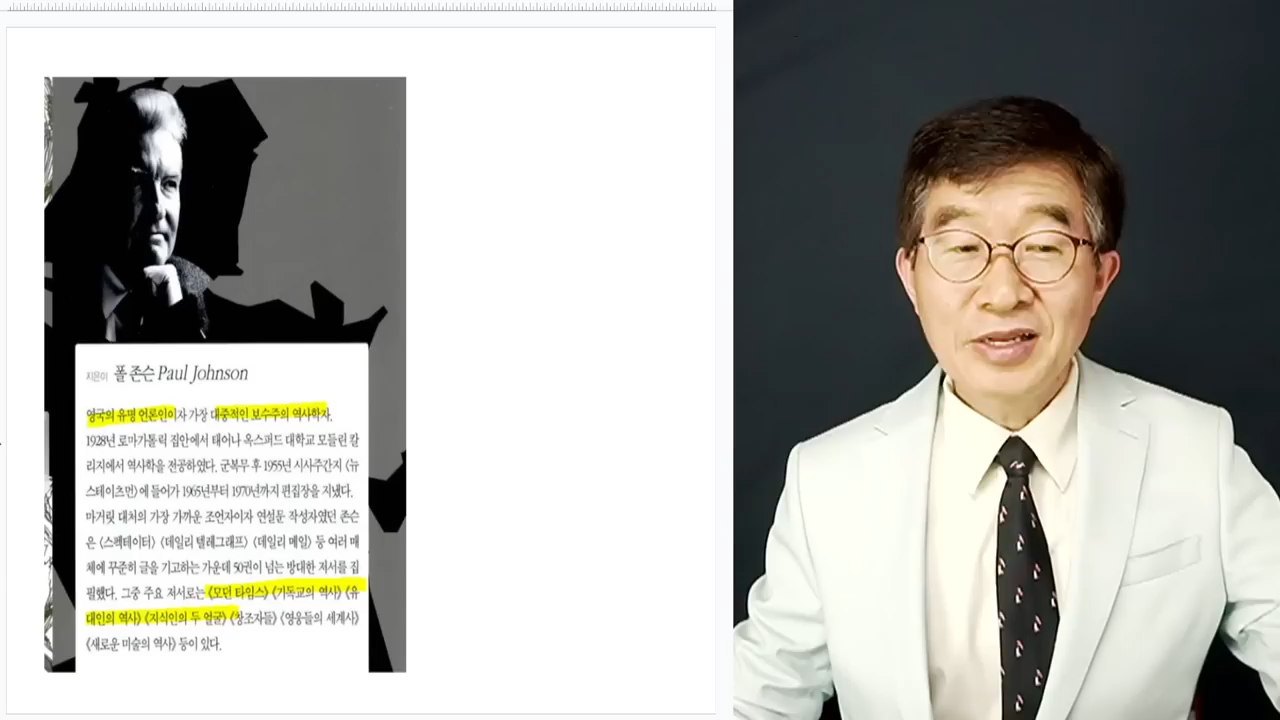 지은이 폴 존슨 Paul Johnson
영국의 유명 언론인이자 가장 대중적인 보수주의 역사학자.
1928년 로마가톨릭 집안에서 태어나 옥스퍼드 대학교 모들린 칼
리지에서 역사학을 전공하였다. 군복무 후 1955년 시사주간지 〈뉴
스테이츠먼〉에 들어가 1965년부터 1970년까지 편집장을 지냈다.
마거릿 대처의 가장 가까운 조언자이자 연설문 작성자였던 존슨
은 〈스펙테이터〉 〈데일리 텔레그래프〉 〈데일리 메일〉 등 여러 매
체에 꾸준히 글을 기고하는 가운데 50권이 넘는 방대한 저서를 집
필했다. 그중 주요 저서로는 《모던 타임스》 《기독교의 역사》 《유
대인의 역사》 《지식인의 두 얼굴》 《창조자들》 《영웅들의 세계사》
《새로운 미술의 역사》 등이 있다.